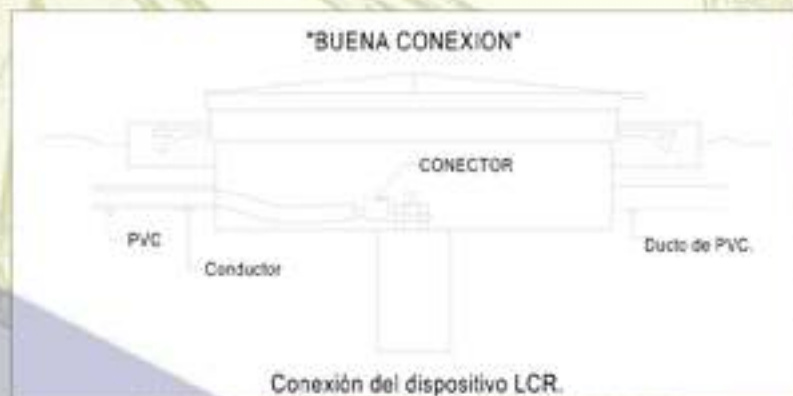 "BUENA CONEXION"
CONECTOR
PVC
Conductor
Ducto de PVC.
Conexión del dispositivo LCR.